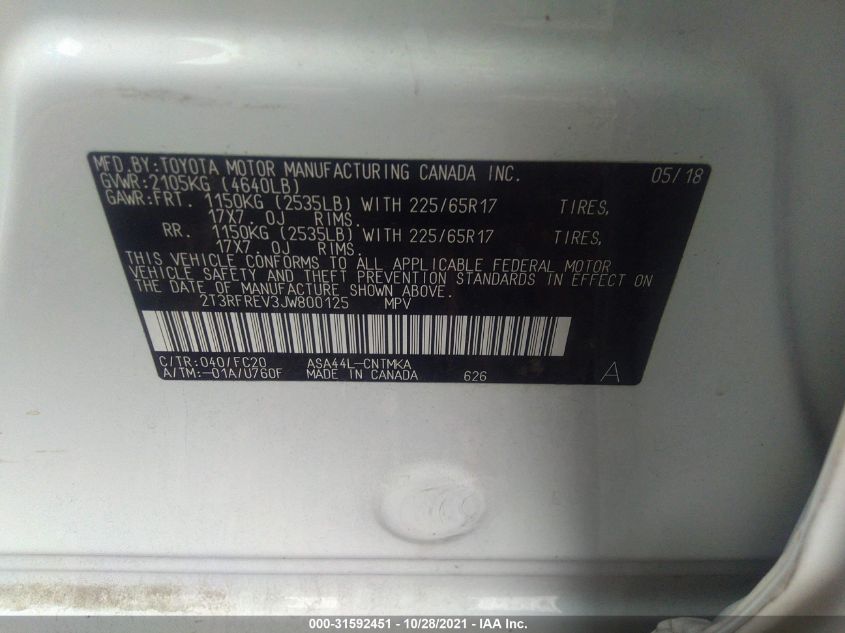 MFD.BY:TOYOTA MOTOR MANUFACTURING CANADA INC. 05/18
GVWR:2105KG (4640LB)
GAWR:FRT. 1150KG (2535LB) WITH 225/65R17 TIRES,
17X7.0J RIMS.
RR. 1150KG (2535LB) WITH 225/65R17 TIRES,
17X7.0J RIMS.
THIS VEHICLE CONFORMS TO ALL APPLICABLE FEDERAL MOTOR
VEHICLE SAFETY AND THEFT PREVENTION STANDARDS IN EFFECT ON
THE DATE OF MANUFACTURE SHOWN ABOVE.
2T3RFREV3JW800125 MPV
C/TR:040/FC20 ASA44L-CNTMKA
A/TM:-01A/U760F MADE IN CANADA 626 A
000-31592451 - 10/28/2021 - IAA Inc.